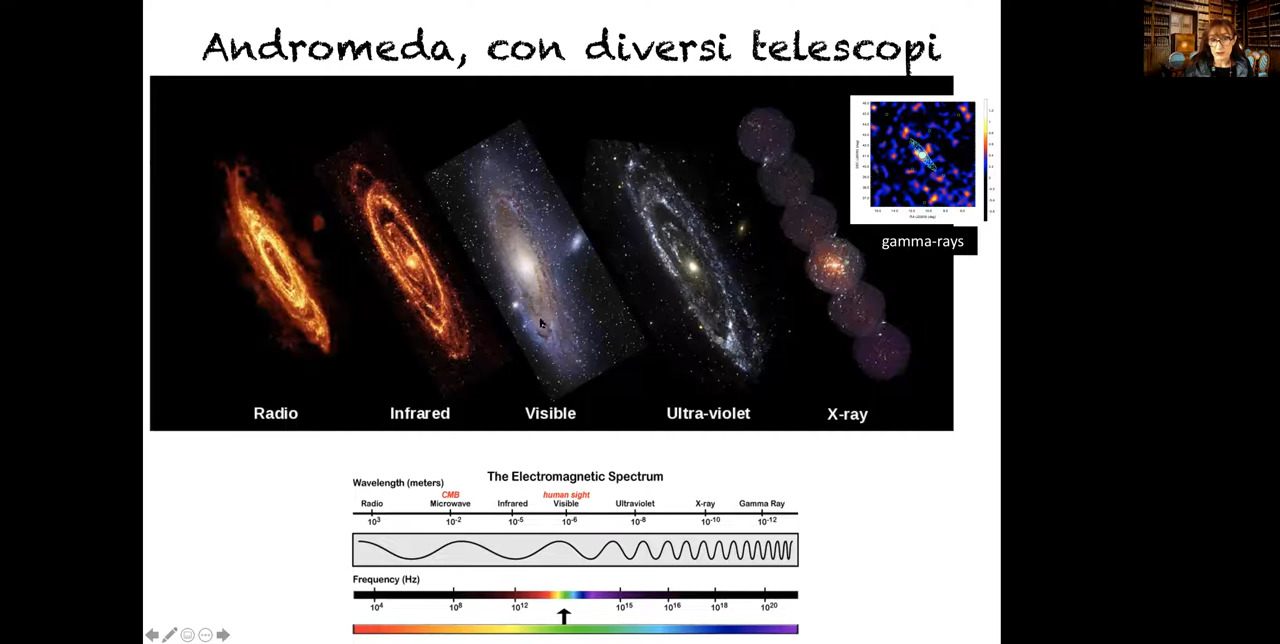 Andromeda, con diversi telescopi
gamma-rays
Radio Infrared Visible Ultra-violet X-ray
The Electromagnetic Spectrum
Wavelength (meters)
CMB human sight
Radio Microwave Infrared Visible Ultraviolet X-ray Gamma Ray
10³ 10⁻² 10⁻⁵ 10⁻⁶ 10⁻⁸ 10⁻¹⁰ 10⁻¹²
Frequency (Hz)
10⁴ 10⁸ 10¹² 10¹⁵ 10¹⁶ 10¹⁸ 10²⁰